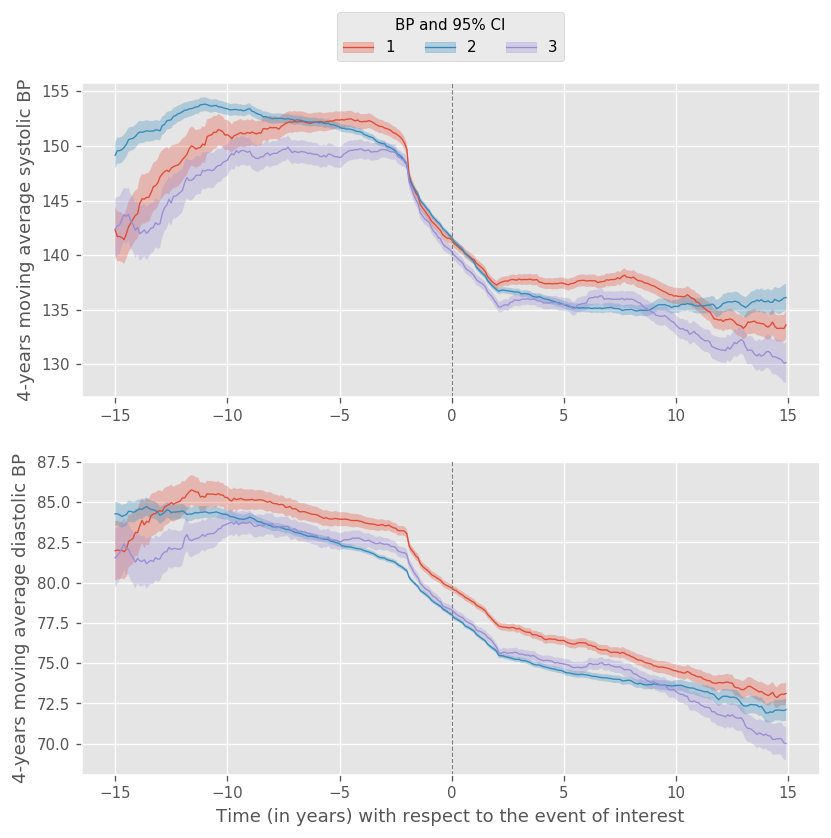 BP and 95% CI
1 2 3
4-years moving average systolic BP
155
150
145
140
135
130
−15 −10 −5 0 5 10 15
4-years moving average diastolic BP
87.5
85.0
82.5
80.0
77.5
75.0
72.5
70.0
−15 −10 −5 0 5 10 15
Time (in years) with respect to the event of interest